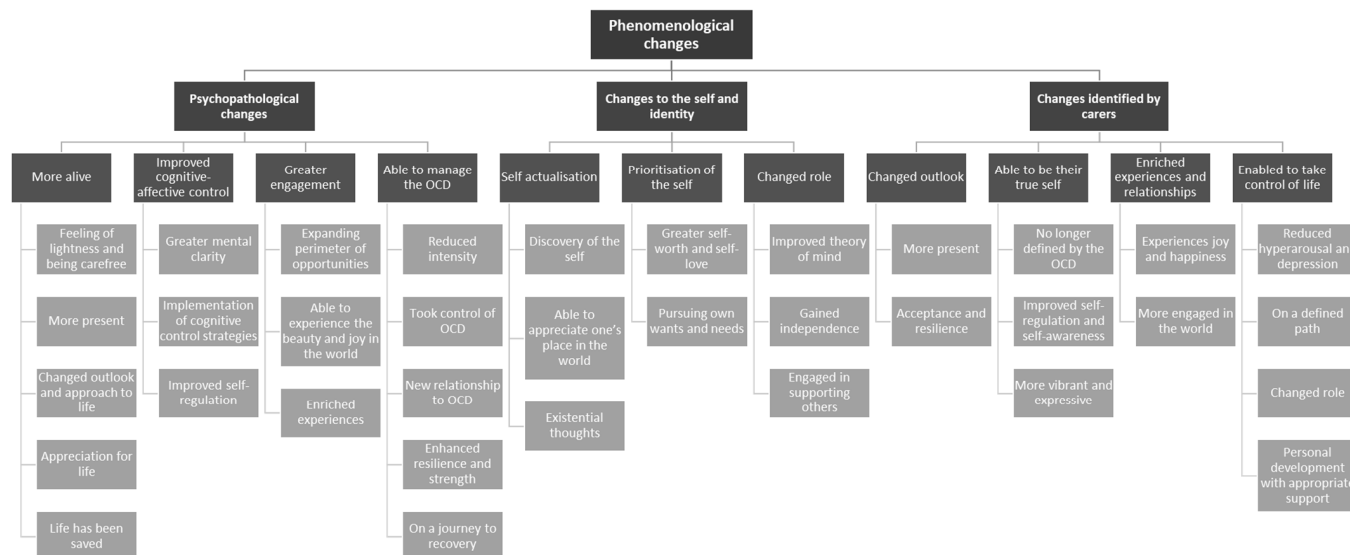 Phenomenological
changes
Psychopathological
changes
Changes to the self and
identity
Changes identified by
carers
More alive
Improved
cognitive-
affective control
Greater
engagement
Able to manage
the OCD
Self actualisation
Prioritisation of
the self
Changed role
Changed outlook
Able to be their
true self
Enriched
experiences and
relationships
Enabled to take
control of life
Feeling of
lightness and
being carefree
More present
Changed outlook
and approach to
life
Appreciation for
life
Life has been
saved
Greater mental
clarity
Implementation
of cognitive
control strategies
Improved self-
regulation
Expanding
perimeter of
opportunities
Able to
experience the
beauty and joy in
the world
Enriched
experiences
Reduced
intensity
Took control of
OCD
New relationship
to OCD
Enhanced
resilience and
strength
On a journey to
recovery
Discovery of the
self
Able to
appreciate one's
place in the
world
Existential
thoughts
Greater self-
worth and self-
love
Pursuing own
wants and needs
Improved theory
of mind
Gained
independence
Engaged in
supporting
others
More present
Acceptance and
resilience
No longer
defined by the
OCD
Improved self-
regulation and
self-awareness
More vibrant and
expressive
Experiences joy
and happiness
More engaged in
the world
Reduced
hyperarousal and
depression
On a defined
path
Changed role
Personal
development
with appropriate
support